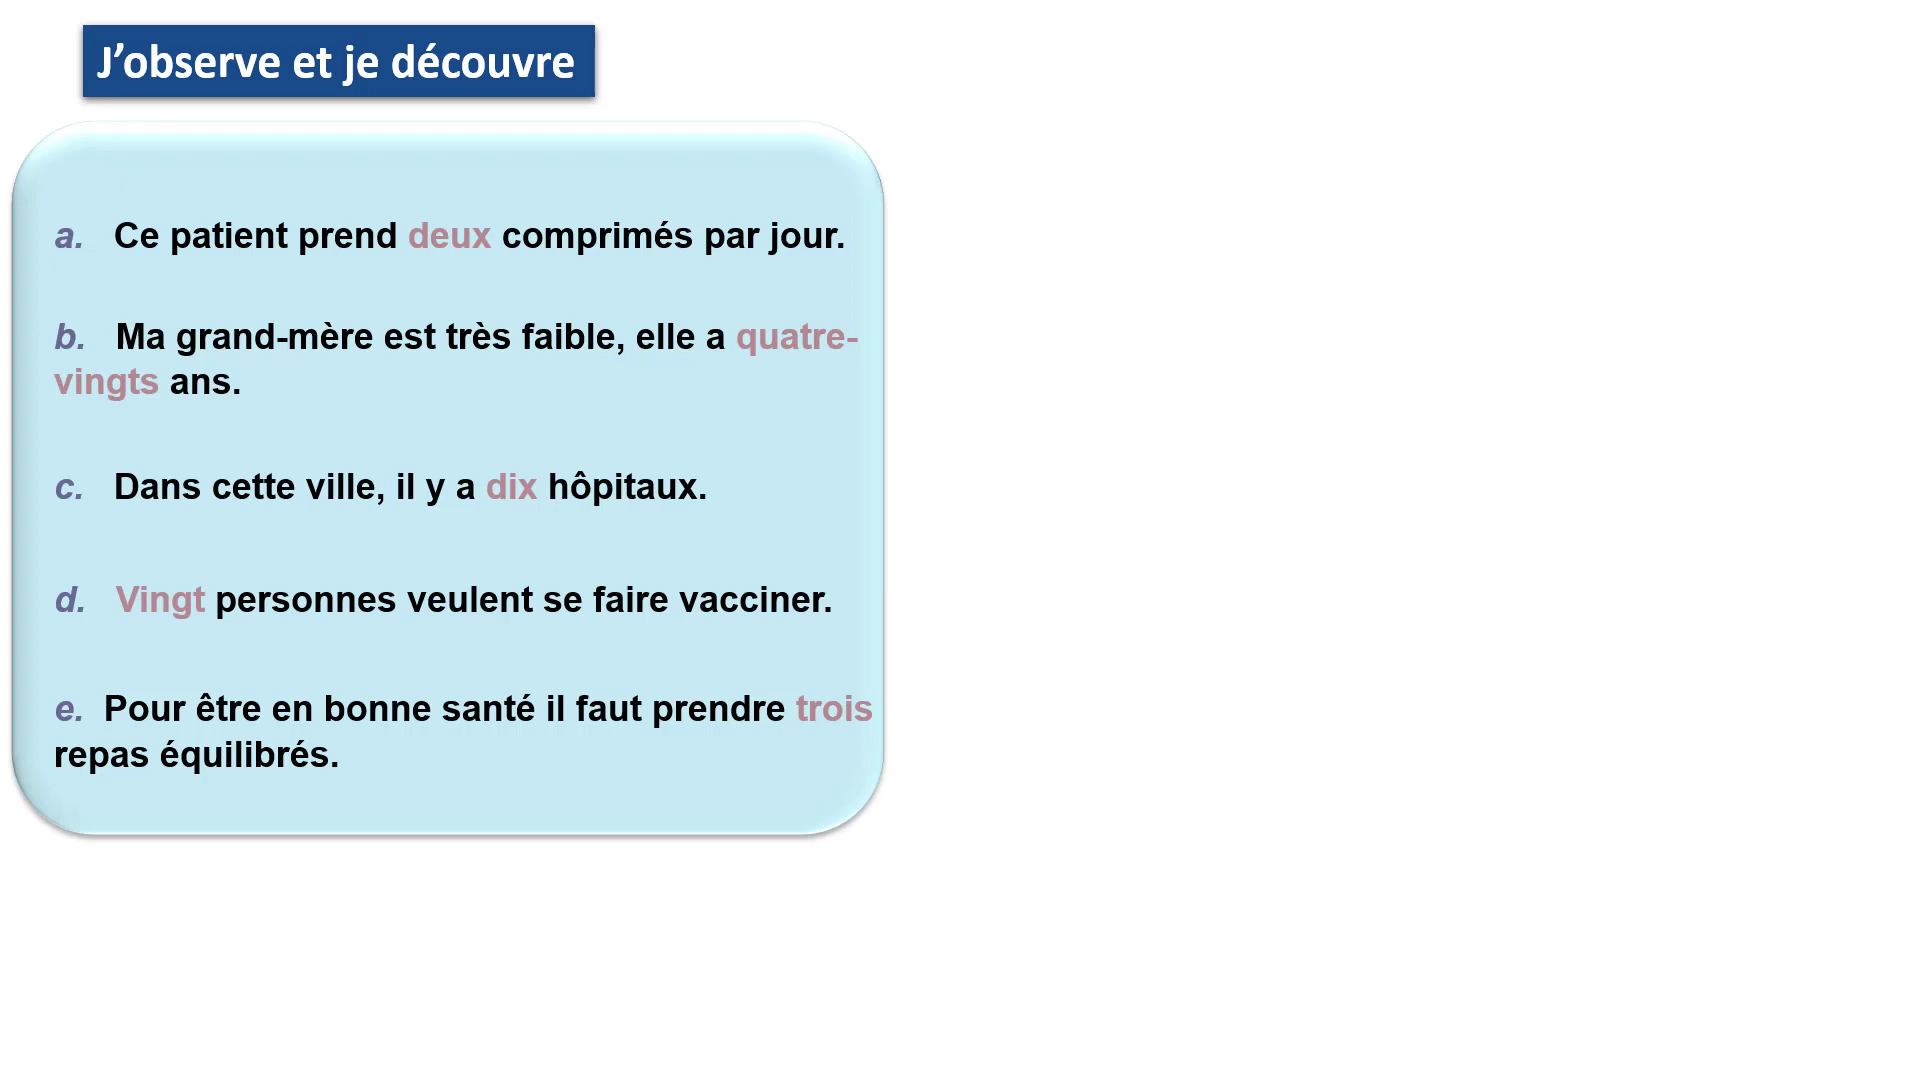 J’observe et je découvre
a. Ce patient prend deux comprimés par jour.
b. Ma grand-mère est très faible, elle a quatre-
vingts ans.
c. Dans cette ville, il y a dix hôpitaux.
d. Vingt personnes veulent se faire vacciner.
e. Pour être en bonne santé il faut prendre trois
repas équilibrés.